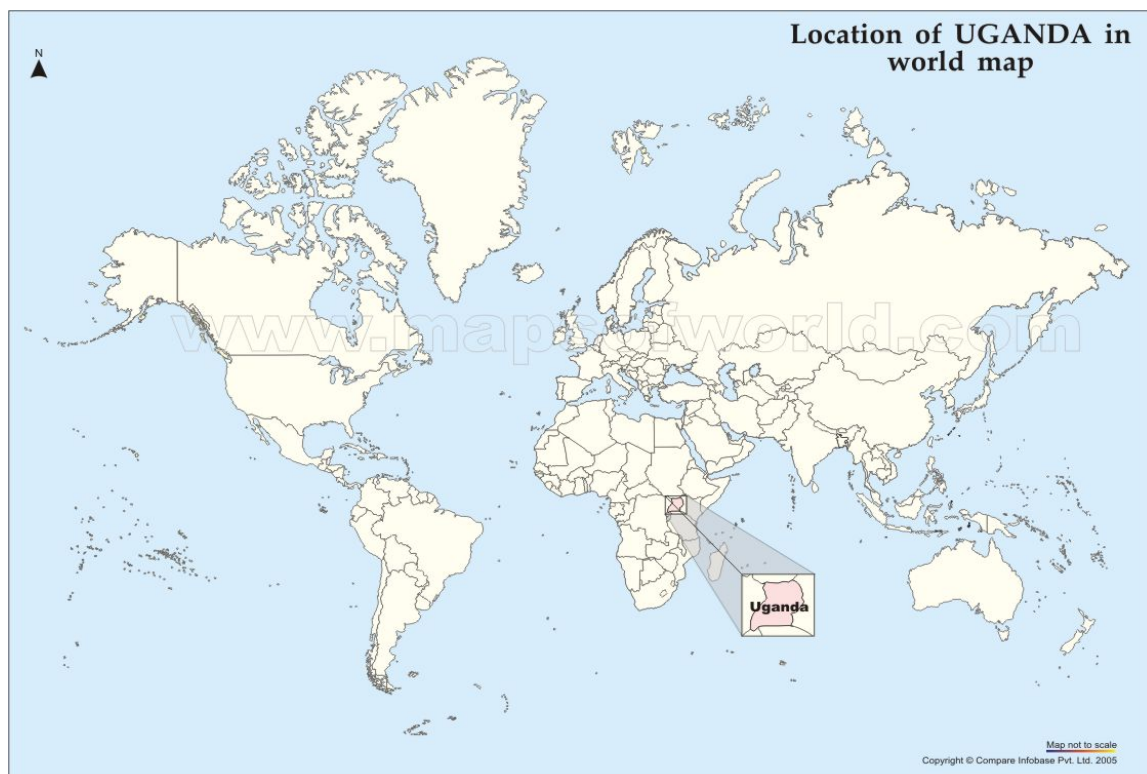 Location of UGANDA in
world map
N
www.mapsofworld.com
Uganda
Map not to scale
Copyright © Compare Infobase Pvt. Ltd. 2005